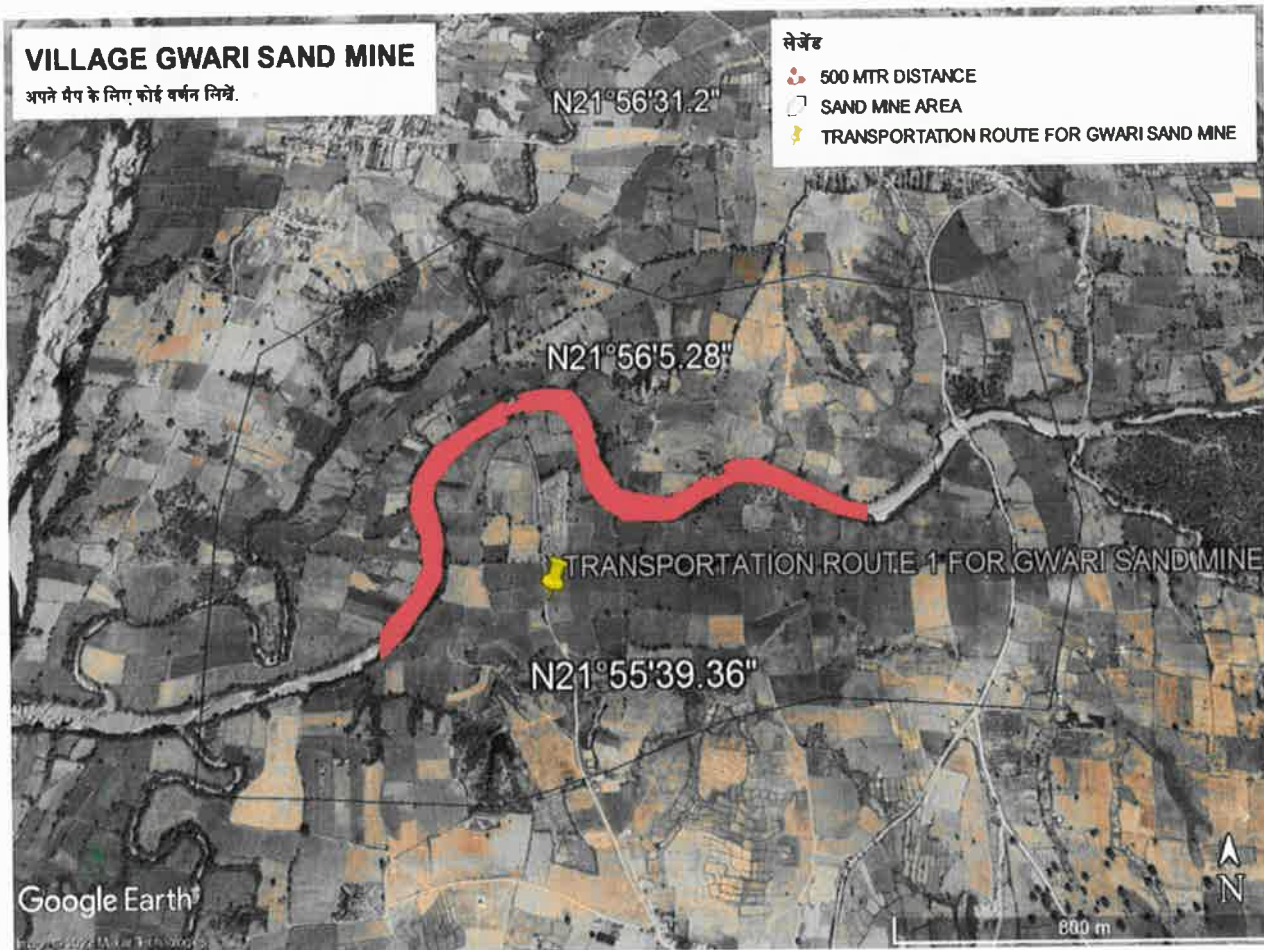 VILLAGE GWARI SAND MINE
अपने मैप के लिए कोई वर्णन लिखें.
लेजेंड
500 MTR DISTANCE
SAND MINE AREA
TRANSPORTATION ROUTE FOR GWARI SAND MINE
N21°56'31.2"
N21°56'5.28"
TRANSPORTATION ROUTE 1 FOR GWARI SAND MINE
N21°55'39.36"
N
Google Earth
800 m